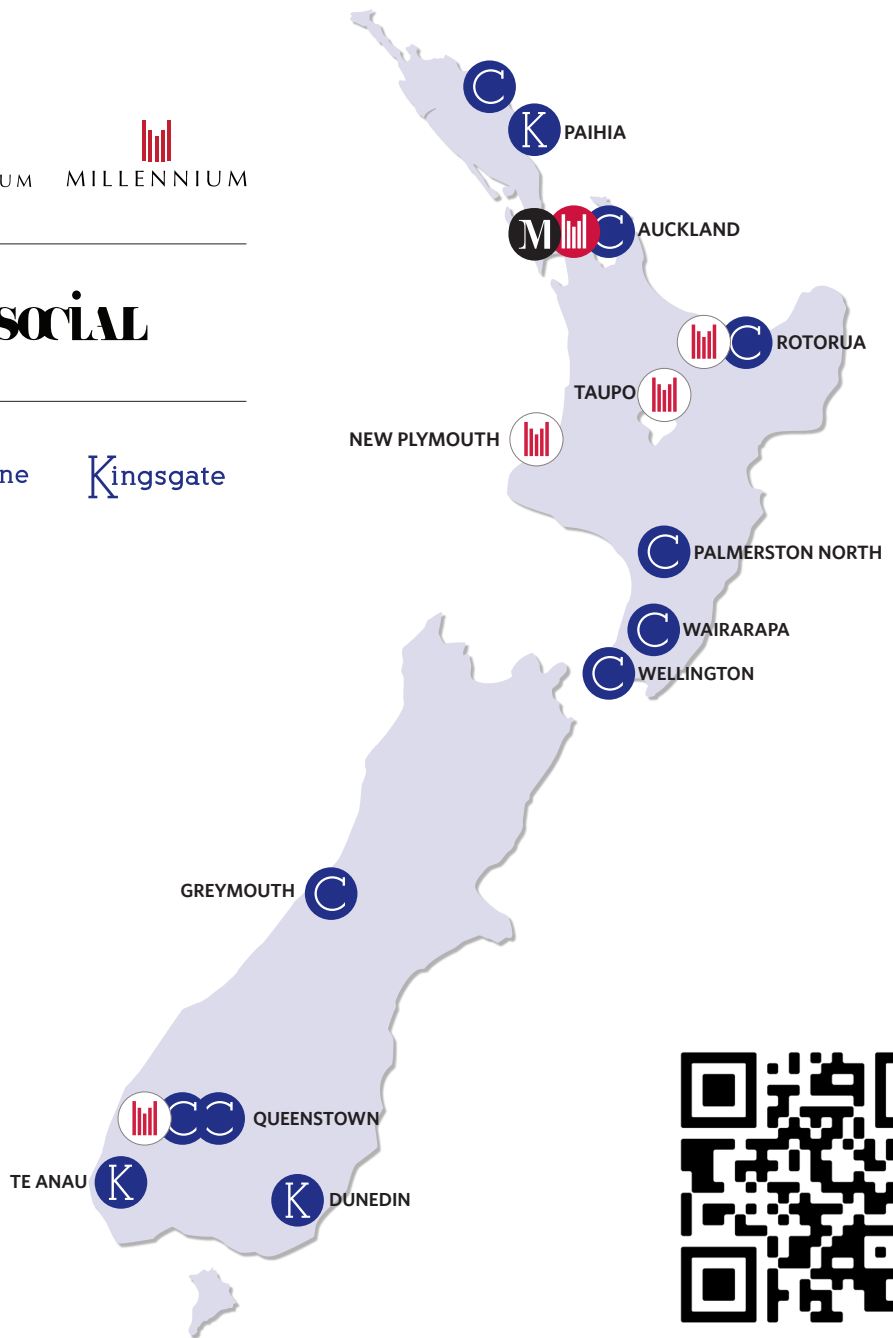 C
K PAIHIA
UM MILLENNIUM
M C AUCKLAND
SOCIAL
C ROTORUA
TAUPO
NEW PLYMOUTH
ne Kingsgate
C PALMERSTON NORTH
C WAIRARAPA
C WELLINGTON
GREYMOUTH C
C C QUEENSTOWN
TE ANAU K
K DUNEDIN